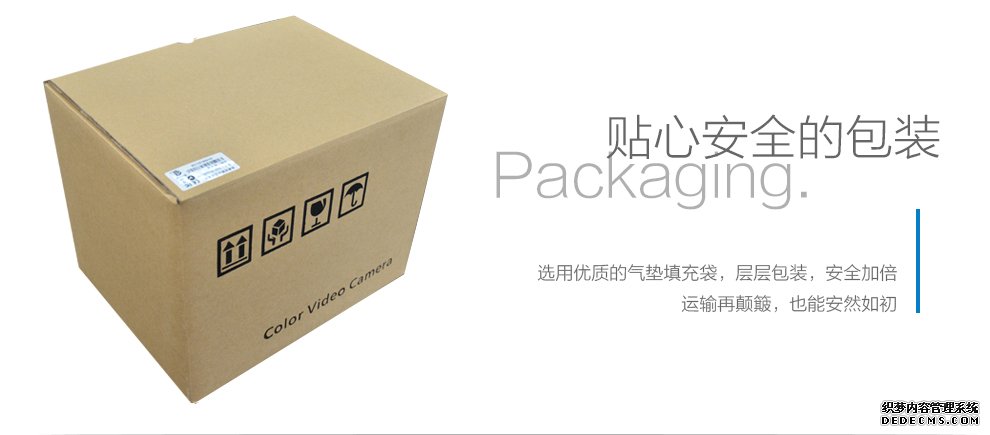 贴心安全的包装
Packaging.
选用优质的气垫填充袋，层层包装，安全加倍
运输再颠簸，也能安然如初
Color Video Camera
织梦内容管理系统
DEDECMS.COM